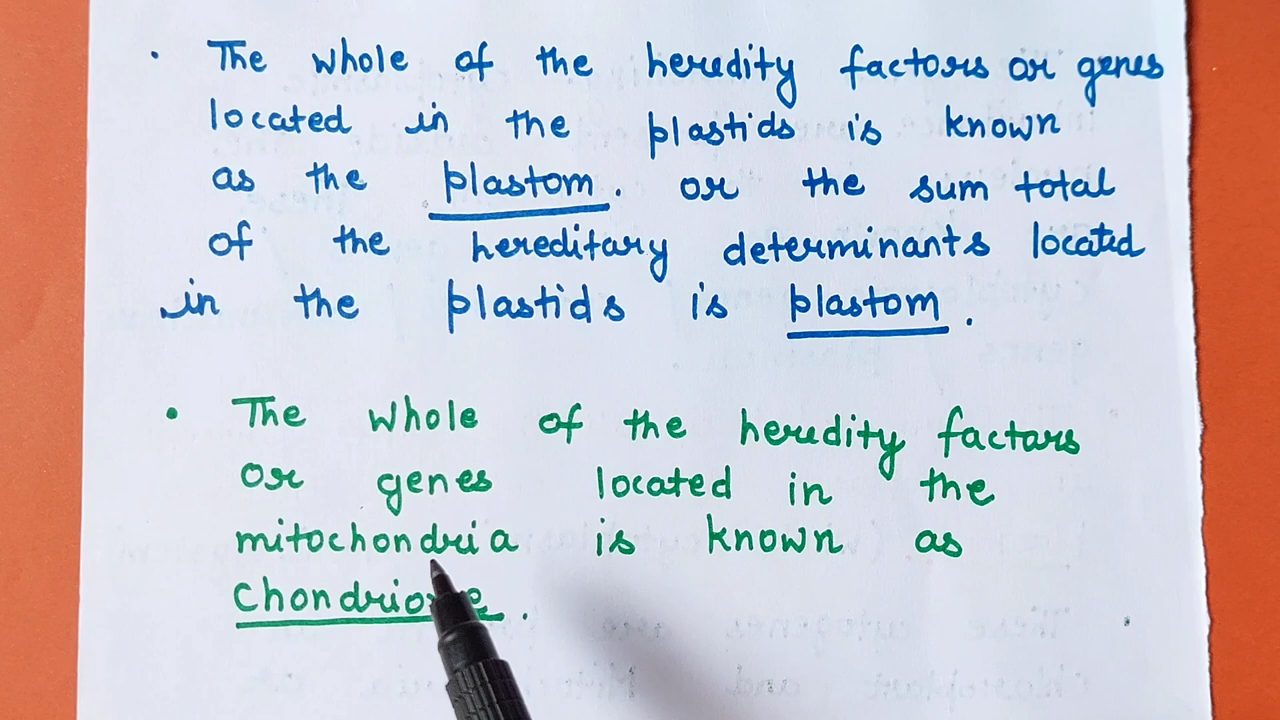 • The whole of the heredity factors or genes
located in the plastids is known
as the plastom. or the sum total
of the hereditary determinants located
in the plastids is plastom.
• The whole of the heredity factors
or genes located in the
mitochondria is known as